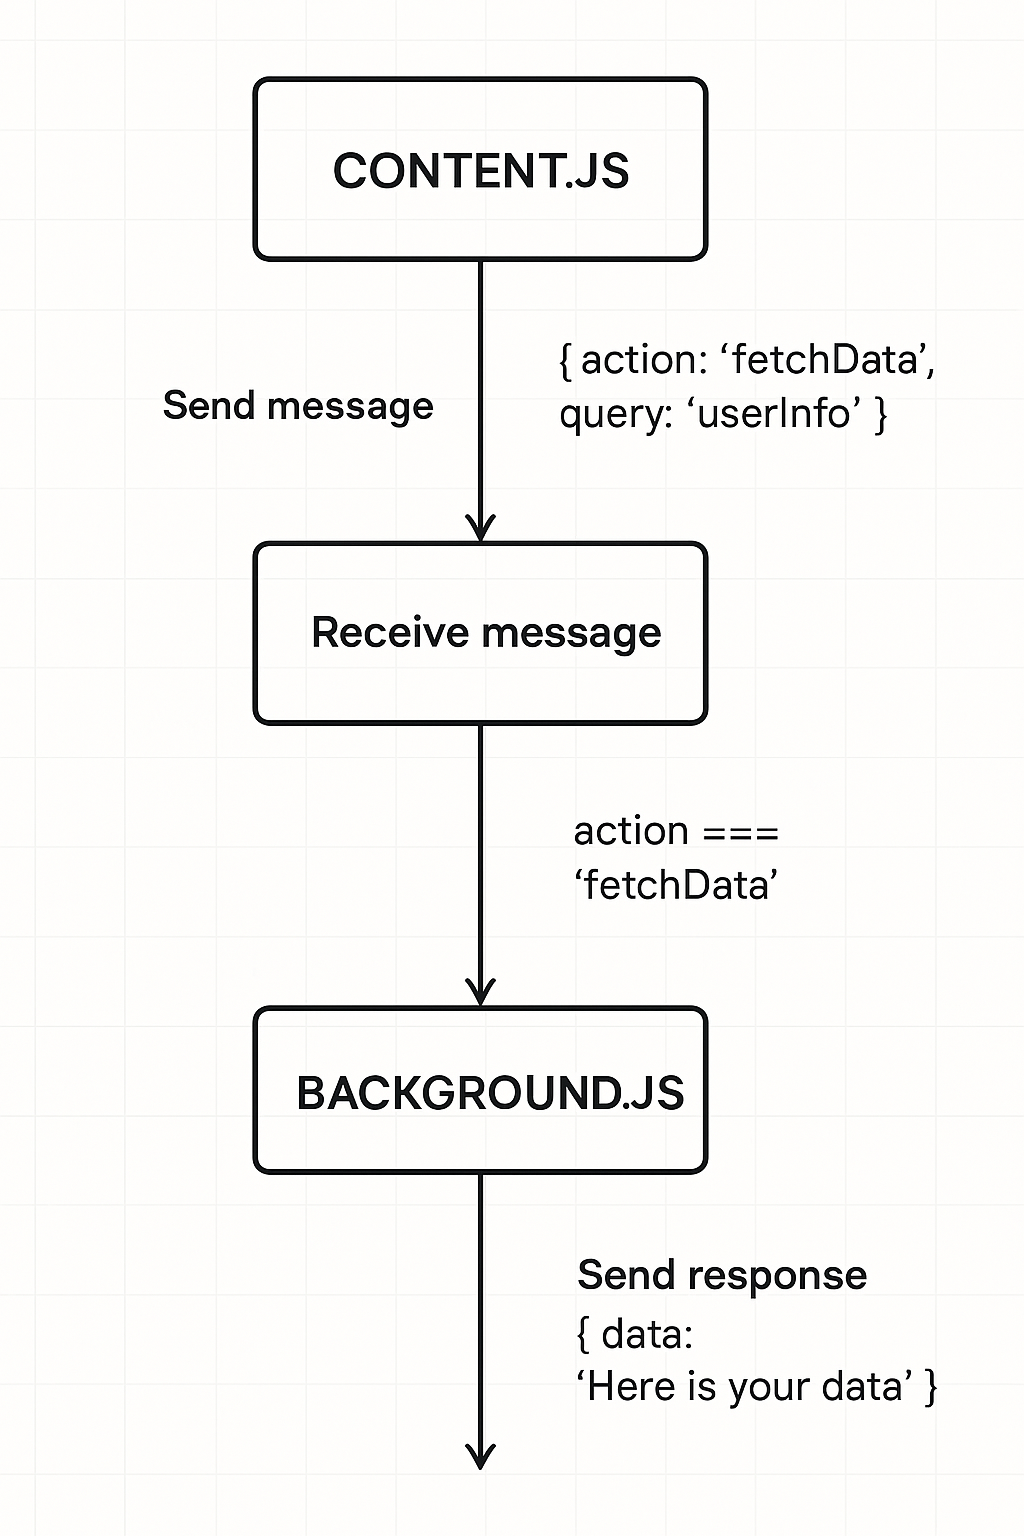 CONTENT.JS
Send message
{ action: ‘fetchData’,
query: ‘userInfo’ }
Receive message
action ===
‘fetchData’
BACKGROUND.JS
Send response
{ data:
‘Here is your data’ }